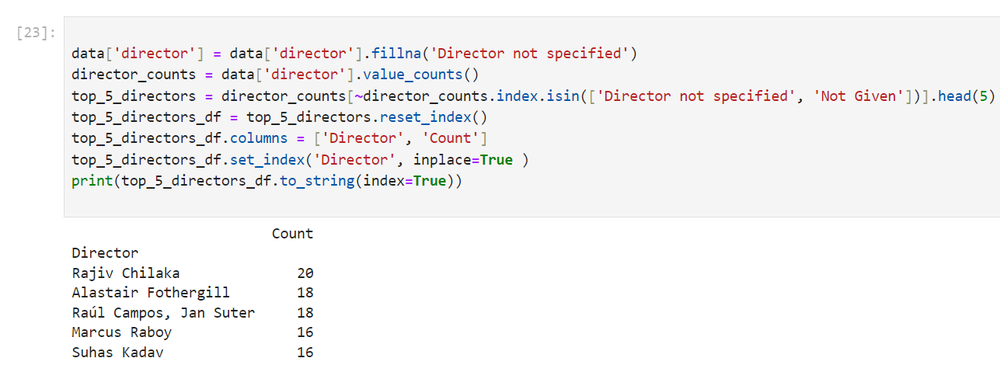 [23]:
data['director'] = data['director'].fillna('Director not specified')
director_counts = data['director'].value_counts()
top_5_directors = director_counts[~director_counts.index.isin(['Director not specified', 'Not Given'])].head(5)
top_5_directors_df = top_5_directors.reset_index()
top_5_directors_df.columns = ['Director', 'Count']
top_5_directors_df.set_index('Director', inplace=True )
print(top_5_directors_df.to_string(index=True))
Count
Director
Rajiv Chilaka 20
Alastair Fothergill 18
Raúl Campos, Jan Suter 18
Marcus Raboy 16
Suhas Kadav 16